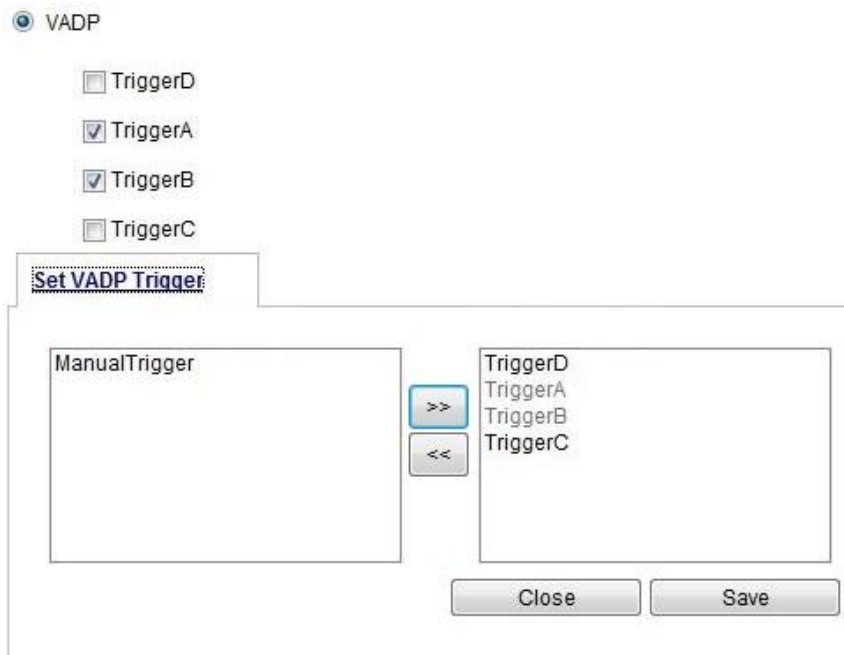 VADP
TriggerD
TriggerA
TriggerB
TriggerC
Set VADP Trigger
ManualTrigger
>>
<<
TriggerD
TriggerA
TriggerB
TriggerC
Close
Save